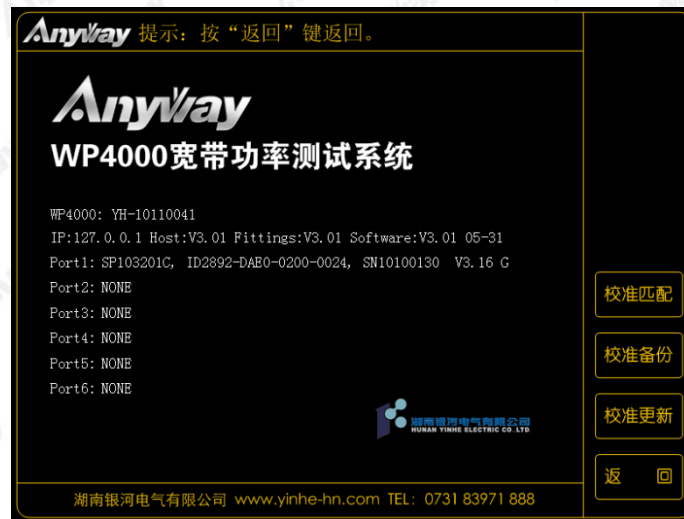 Anyway 提示：按“返回”键返回。
Anyway
WP4000宽带功率测试系统
WP4000: YH-10110041
IP:127.0.0.1 Host:V3.01 Fittings:V3.01 Software:V3.01 05-31
Port1: SP103201C, ID2892-DAE0-0200-0024, SN10100130 V3.16 G
Port2: NONE
Port3: NONE
Port4: NONE
Port5: NONE
Port6: NONE
校准匹配
校准备份
校准更新
返 回
湖南银河电气有限公司
HUNAN YINHE ELECTRIC CO.LTD
湖南银河电气有限公司 www.yinhe-hn.com TEL: 0731 83971 888